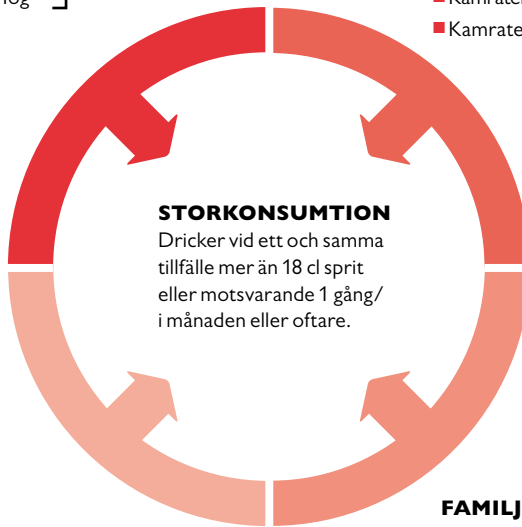 Kamrate
STORKONSUMTION
Dricker vid ett och samma
tillfälle mer än 18 cl sprit
eller motsvarande 1 gång/
i månaden eller oftare.
FAMILJ